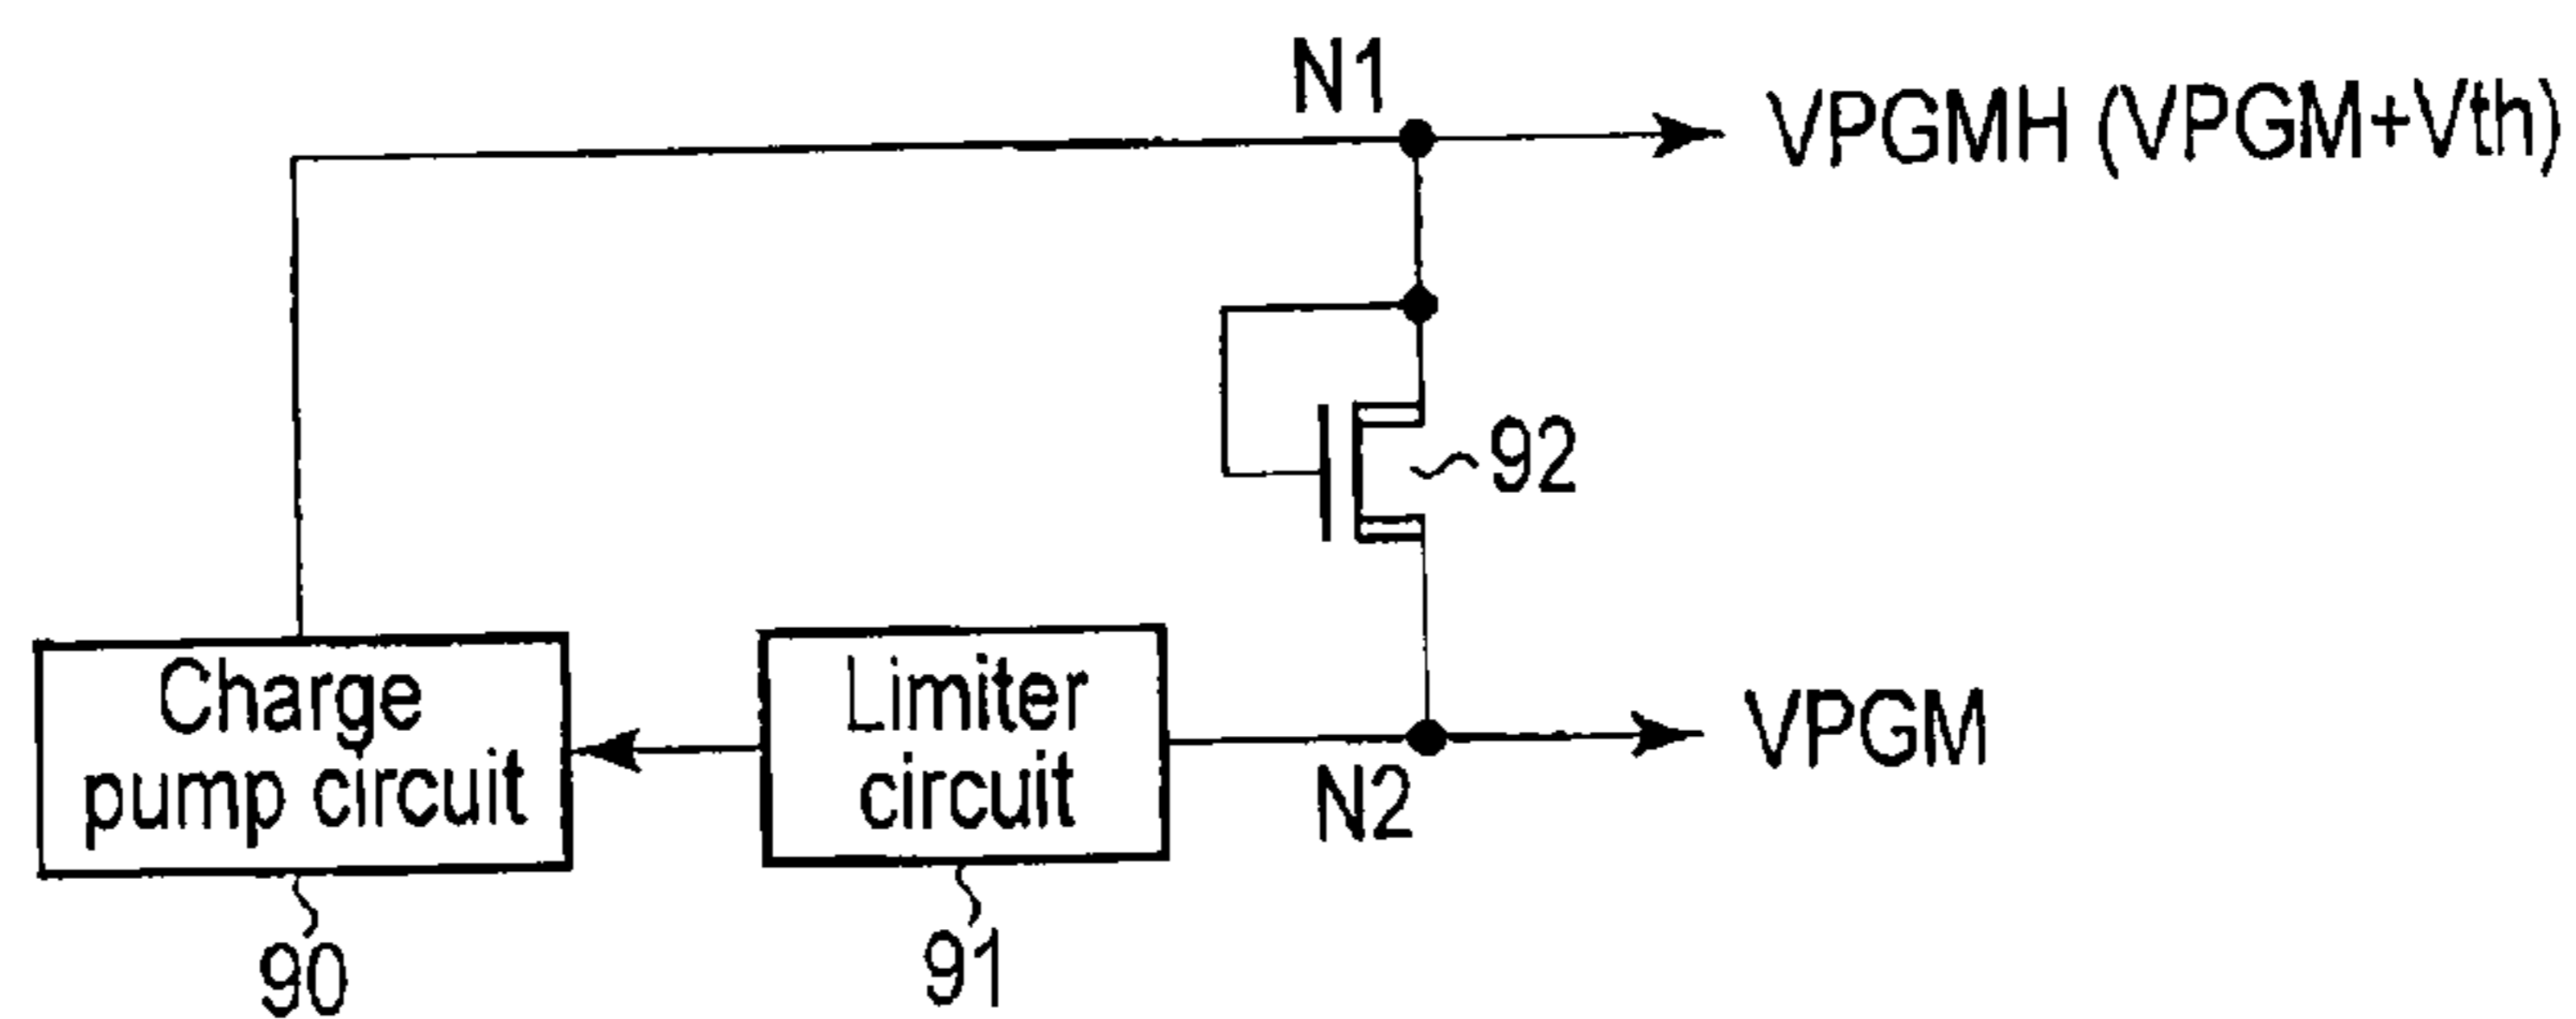 N1
VPGMH (VPGM+Vth)
92
Charge
pump circuit
Limiter
circuit
N2
VPGM
90
91